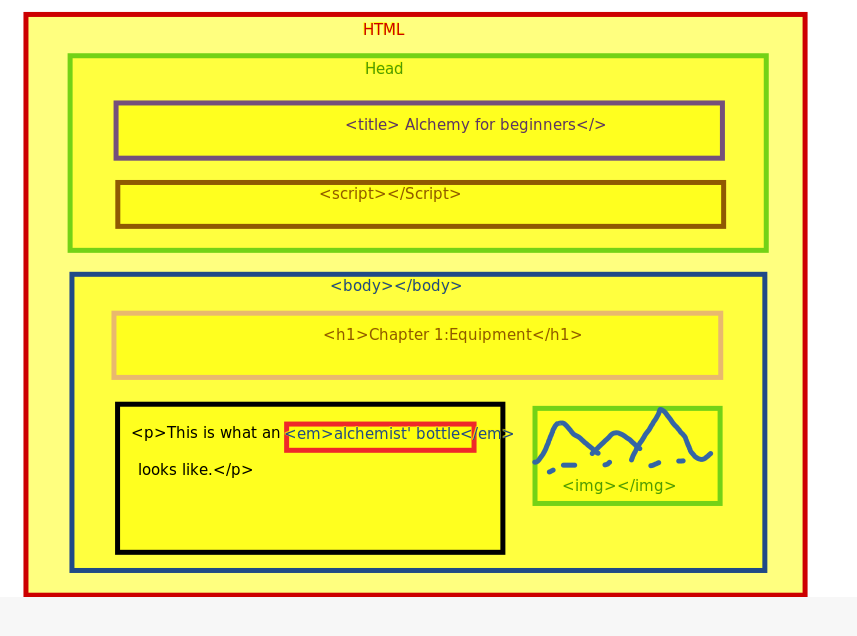 HTML
Head
<title> Alchemy for beginners</>
<script></Script>
<body></body>
<h1>Chapter 1:Equipment</h1>
<p>This is what an <em>alchemist' bottle</em>
looks like.</p>
<img></img>